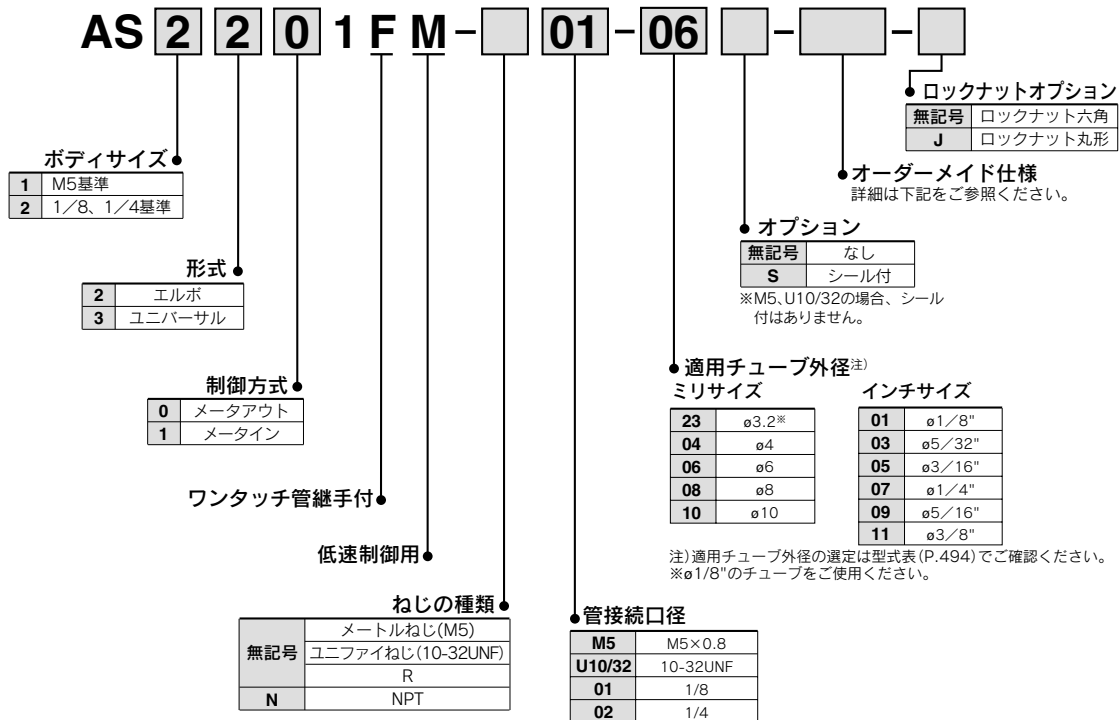 AS 2 2 0 1 F M - 01 - 06 - -
ロックナットオプション
無記号 ロックナット六角
J ロックナット丸形
ボディサイズ
1 M5基準
2 1／8、1／4基準
オーダーメイド仕様
詳細は下記をご参照ください。
オプション
無記号 なし
S シール付
※M5、U10/32の場合、シール
付はありません。
形式
2 エルボ
3 ユニバーサル
適用チューブ外径注)
ミリサイズ
23 ø3.2※
04 ø4
06 ø6
08 ø8
10 ø10
インチサイズ
01 ø1／8"
03 ø5／32"
05 ø3／16"
07 ø1／4"
09 ø5／16"
11 ø3／8"
注)適用チューブ外径の選定は型式表(P.494)でご確認ください。
※ø1/8"のチューブをご使用ください。
制御方式
0 メータアウト
1 メータイン
ワンタッチ管継手付
低速制御用
ねじの種類
無記号 メートルねじ(M5)
ユニファイねじ(10-32UNF)
R
N NPT
管接続口径
M5 M5×0.8
U10/32 10-32UNF
01 1/8
02 1/4